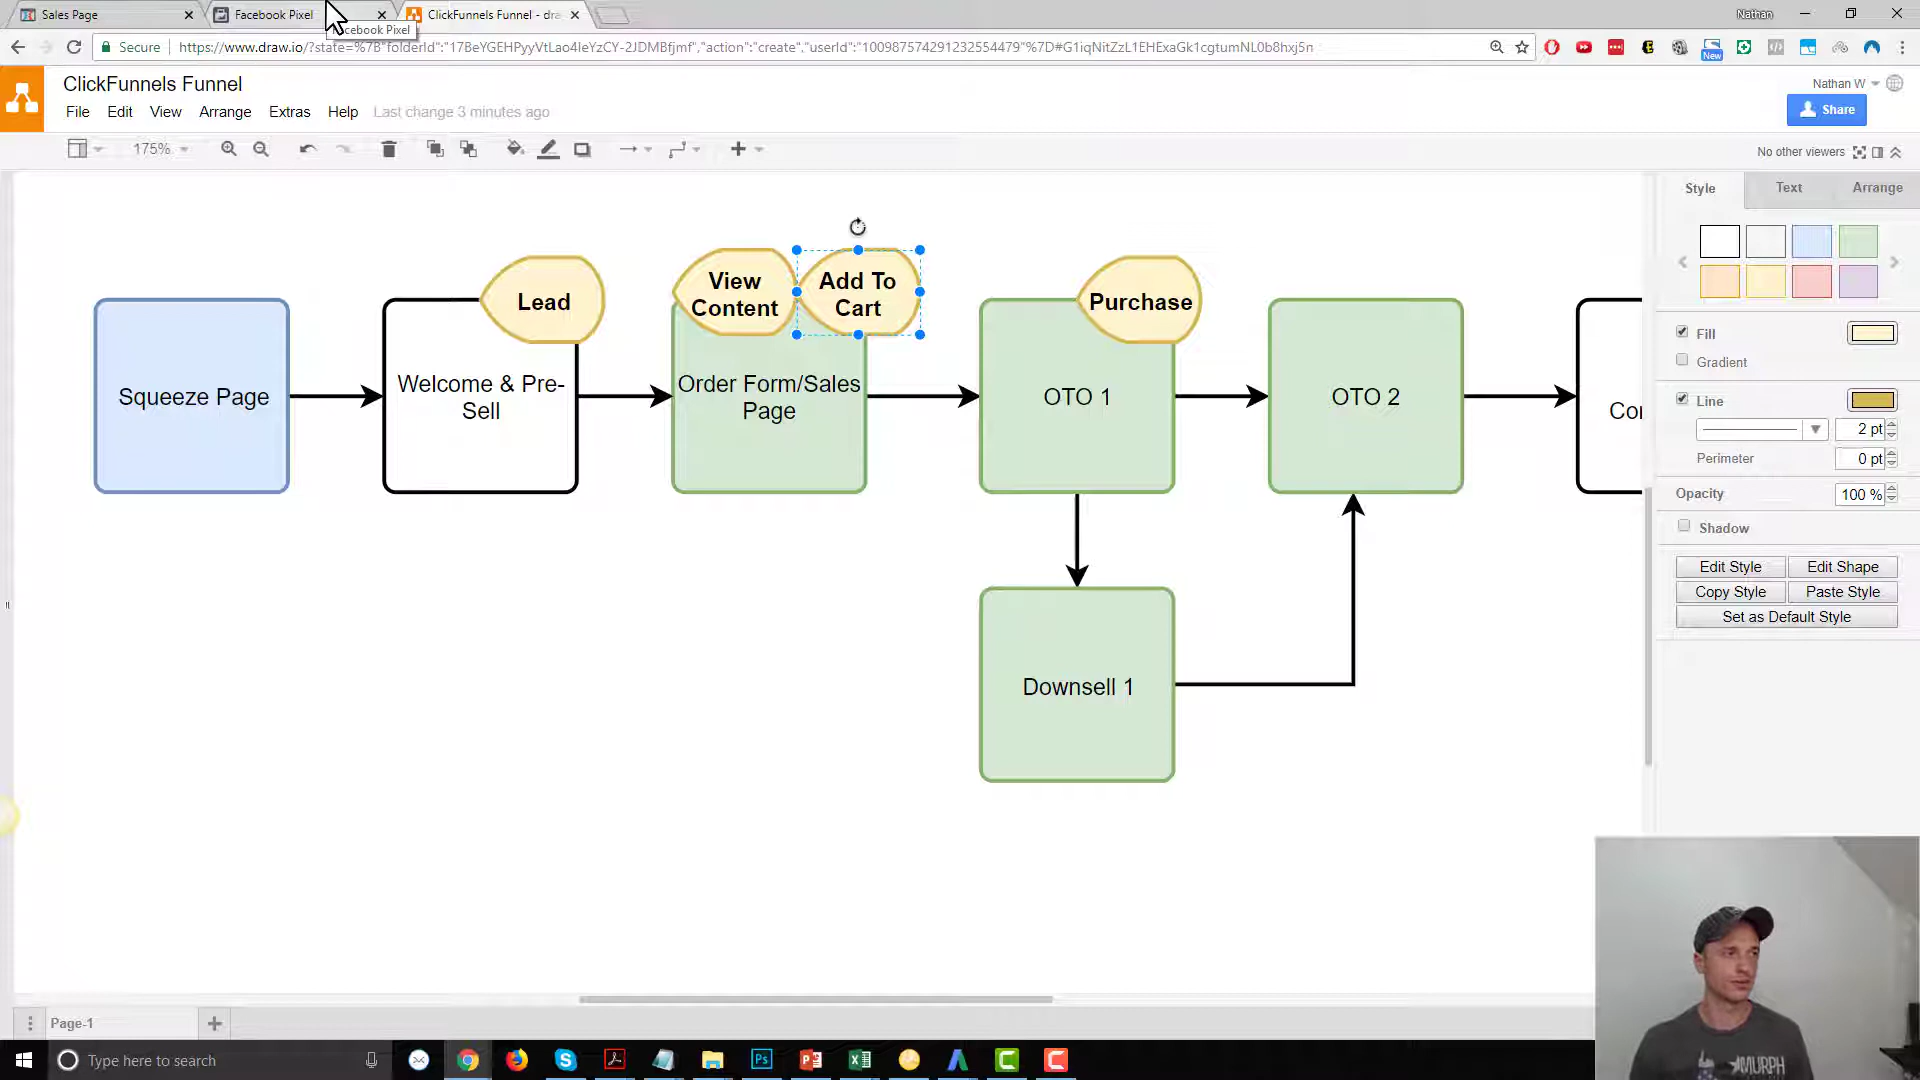 Sales Page
Facebook Pixel
ClickFunnels Funnel - dra
Nathan
Facebook Pixel
Secure
https://www.draw.io/?state=%7B"folderId":"17BeYGEHPyyVtLao4IeYzCY-2JDMBfjmf","action":"create","userId":"100987574291232554479"%7D#G1iqNitZzL1EHExaGk1cgtumNL0b8hxj5n
New
ClickFunnels Funnel
Nathan W
File Edit View Arrange Extras Help Last change 3 minutes ago
Share
175%
No other viewers
Style Text Arrange
Lead
View
Content
Add To
Cart
Purchase
Squeeze Page
Welcome & Pre-
Sell
Order Form/Sales
Page
OTO 1
OTO 2
Cor
Downsell 1
Fill
Gradient
Line
2 pt
Perimeter 0 pt
Opacity 100 %
Shadow
Edit Style Edit Shape
Copy Style Paste Style
Set as Default Style
Page-1
Type here to search
MURPH